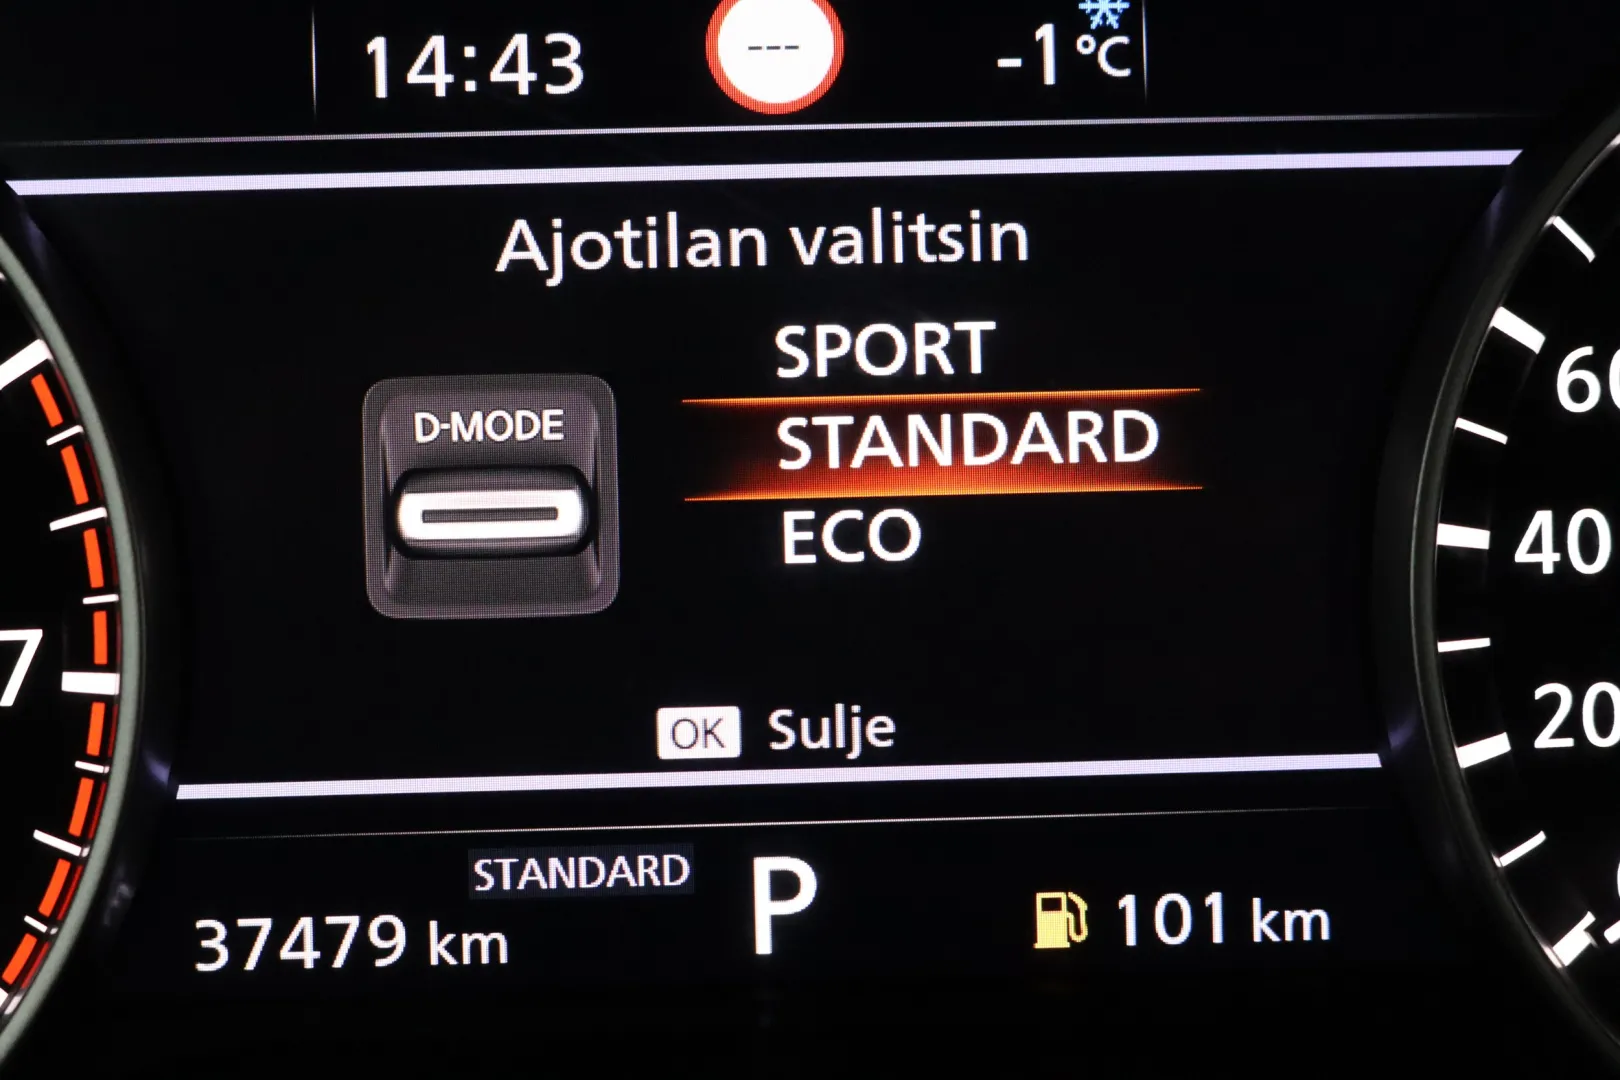 14:43
---
-1 °C
Ajotilan valitsin
SPORT
D-MODE
STANDARD
ECO
OK Sulje
STANDARD
P
37479 km
101 km
7
60
40
20